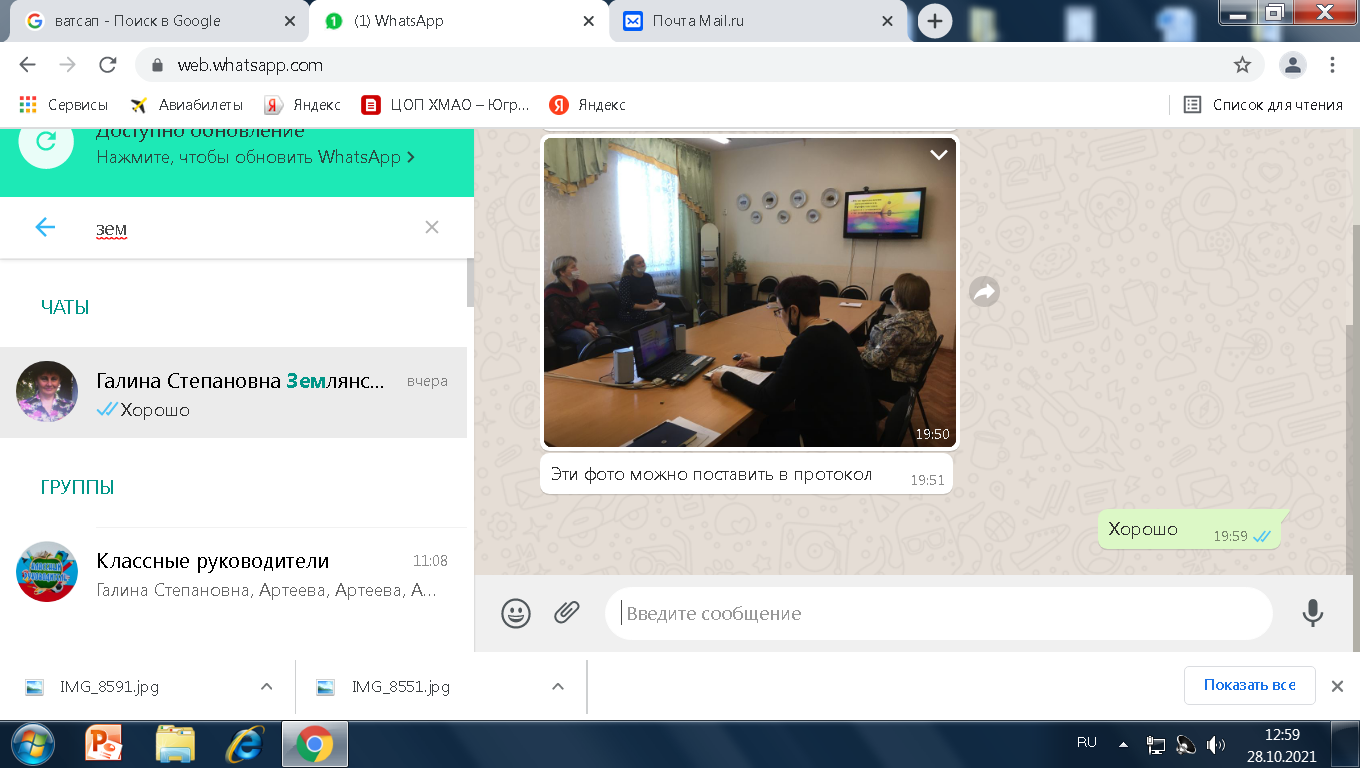 ватсап - Поиск в Google
(1) WhatsApp
Почта Mail.ru
web.whatsapp.com
Сервисы
Авиабилеты
Яндекс
ЦОП ХМАО – Югр...
Яндекс
Список для чтения
Доступно обновление
Нажмите, чтобы обновить WhatsApp
зем
ЧАТЫ
Галина СтепановнаЗемлянс...
вчера
Хорошо
ГРУППЫ
Классные руководители
11:08
Галина Степановна, Артеева, Артеева, А...
19:50
Эти фото можно поставить в протокол
19:51
Хорошо
19:59
Введите сообщение
IMG_8591.jpg
IMG_8551.jpg
Показать все
RU
12:59
28.10.2021